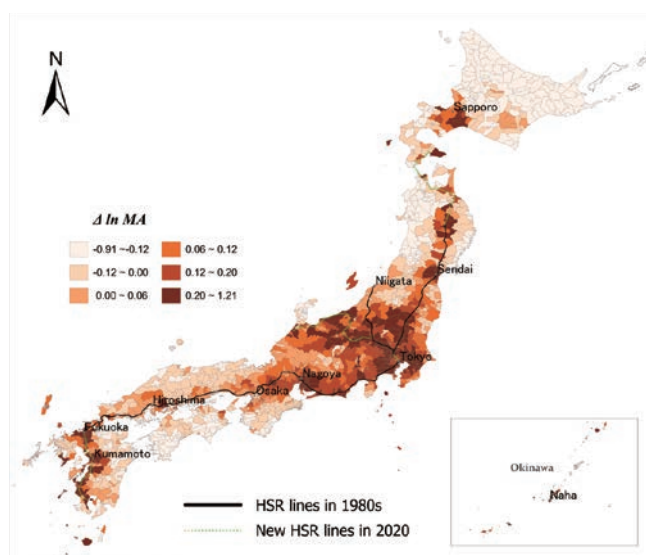 N
Sapporo
Δ ln MA
-0.91 ~ -0.12
-0.12 ~ 0.00
0.00 ~ 0.06
0.06 ~ 0.12
0.12 ~ 0.20
0.20 ~ 1.21
Sendai
Niigata
Tokyo
Nagoya
Osaka
Hiroshima
Fukuoka
Kumamoto
Okinawa
Naha
HSR lines in 1980s
New HSR lines in 2020